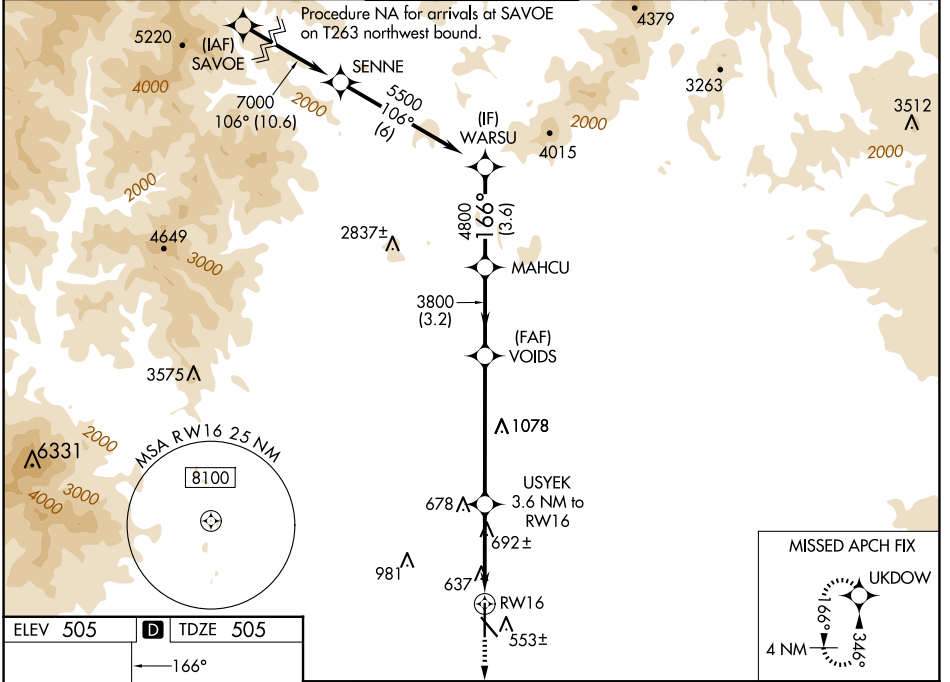 Procedure NA for arrivals at SAVOE
on T263 northwest bound.
4379
5220
(IAF)
SAVOE
4000
SENNE
3263
7000
106° (10.6)
2000
5500
106°
(6)
(IF)
WARSU
2000
4015
3512
2000
2000
4800
166°
(3.6)
4649
3000
2837±
MAHCU
3800
(3.2)
(FAF)
VOIDS
3575
1078
2000
6331
4000
3000
MSA RW16 25 NM
8100
USYEK
3.6 NM to
RW16
678
692±
981
637
RW16
553±
MISSED APCH FIX
UKDOW
166°
346°
4 NM
ELEV 505
D
TDZE 505
166°